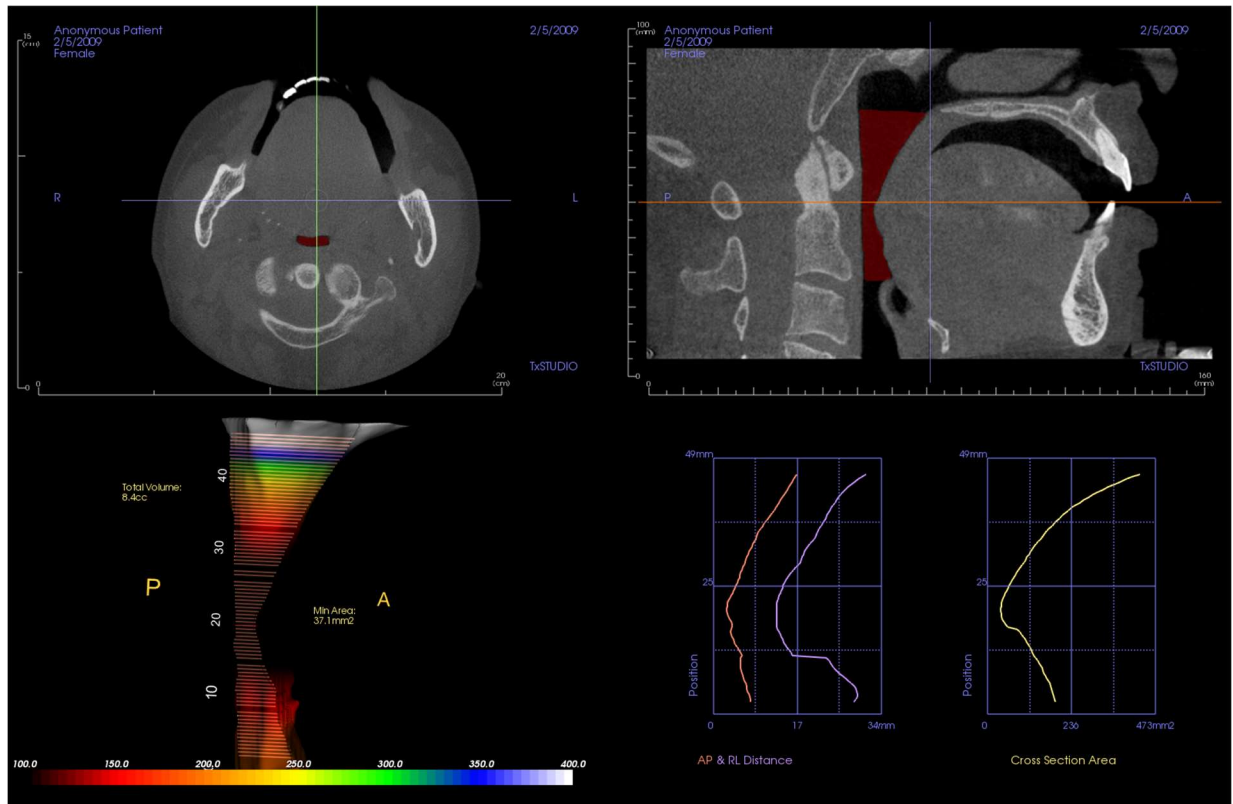 Anonymous Patient
2/5/2009
Female
2/5/2009
15
(cm)
R
L
0
0
20
(cm)
TxSTUDIO
Anonymous Patient
2/5/2009
Female
2/5/2009
100
(mm)
P
A
0
0
160
(mm)
TxSTUDIO
Total Volume:
8.4cc
40
30
20
10
P
A
Min Area:
37.1mm2
100.0 150.0 200.0 250.0 300.0 350.0 400.0
49mm
25
Position
0 17 34mm
AP & RL Distance
49mm
25
Position
0 236 473mm2
Cross Section Area